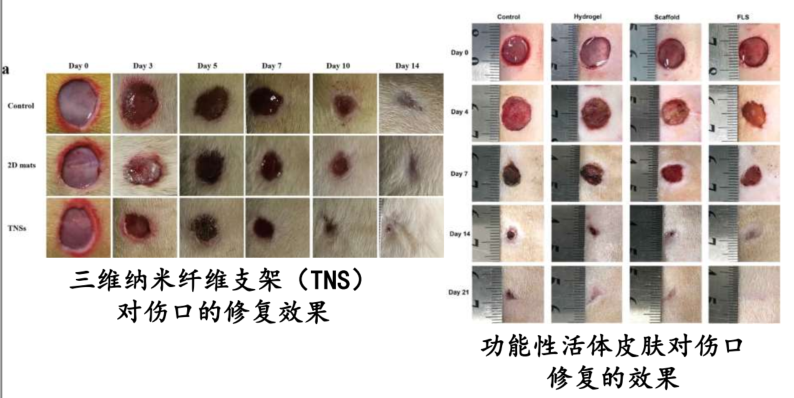 a
Day 0 Day 3 Day 5 Day 7 Day 10 Day 14
Control
2D mats
TNSs
三维纳米纤维支架（TNS）
对伤口的修复效果
Control Hydrogel Scaffold FLS
Day 0
Day 4
Day 7
Day 14
Day 21
功能性活体皮肤对伤口
修复的效果